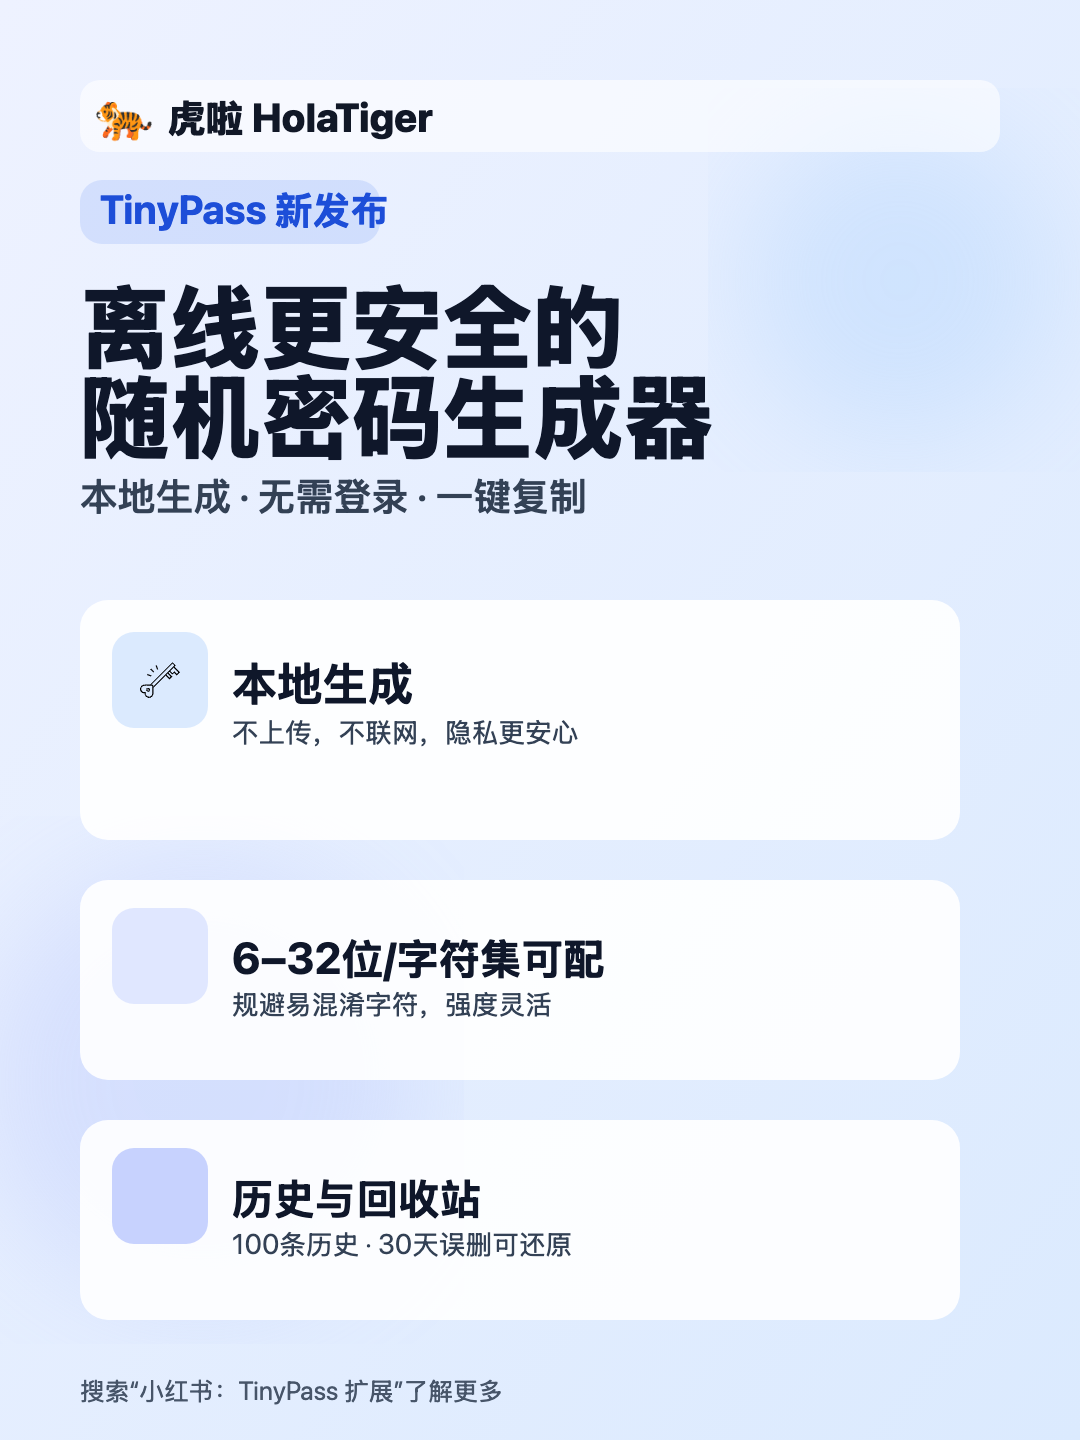 虎啦 HolaTiger
TinyPass 新发布
离线更安全的
随机密码生成器
本地生成 · 无需登录 · 一键复制
本地生成
不上传，不联网，隐私更安心
6–32位/字符集可配
规避易混淆字符，强度灵活
历史与回收站
100条历史 · 30天误删可还原
搜索“小红书：TinyPass 扩展”了解更多